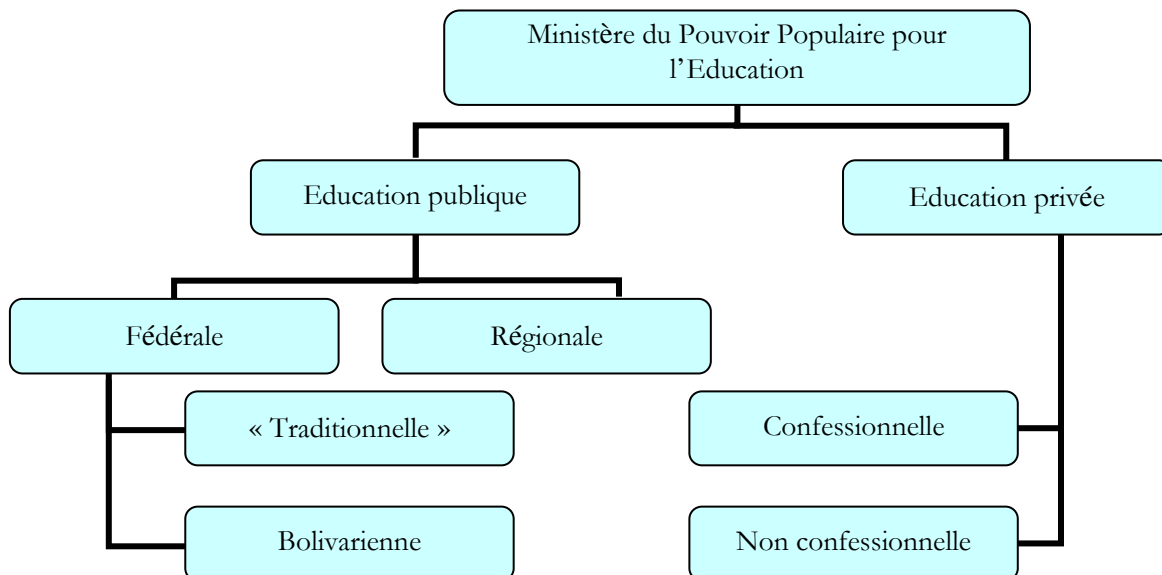 Ministère du Pouvoir Populaire pour
l’Education
Education publique
Education privée
Fédérale
Régionale
« Traditionnelle »
Confessionnelle
Bolivarienne
Non confessionnelle